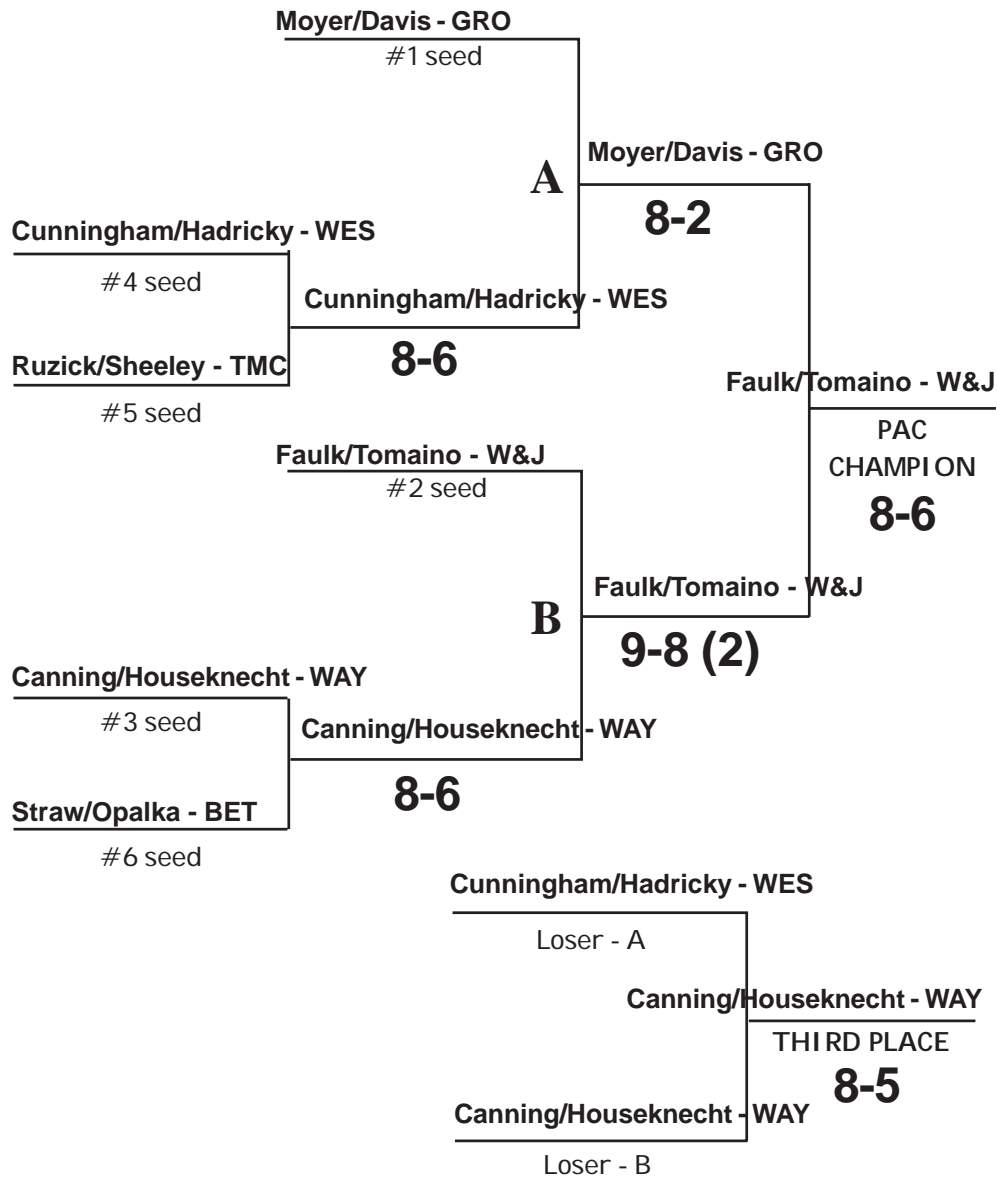 Moyer/Davis - GRO
#1 seed
A
Moyer/Davis - GRO
8-2
Cunningham/Hadricky - WES
#4 seed
Cunningham/Hadricky - WES
8-6
Ruzick/Sheeley - TMC
#5 seed
Faulk/Tomaino - W&J
PAC
CHAMPION
8-6
Faulk/Tomaino - W&J
#2 seed
B
Faulk/Tomaino - W&J
9-8 (2)
Canning/Houseknecht - WAY
#3 seed
Canning/Houseknecht - WAY
8-6
Straw/Opalka - BET
#6 seed
Cunningham/Hadricky - WES
Loser - A
Canning/Houseknecht - WAY
THIRD PLACE
8-5
Canning/Houseknecht - WAY
Loser - B